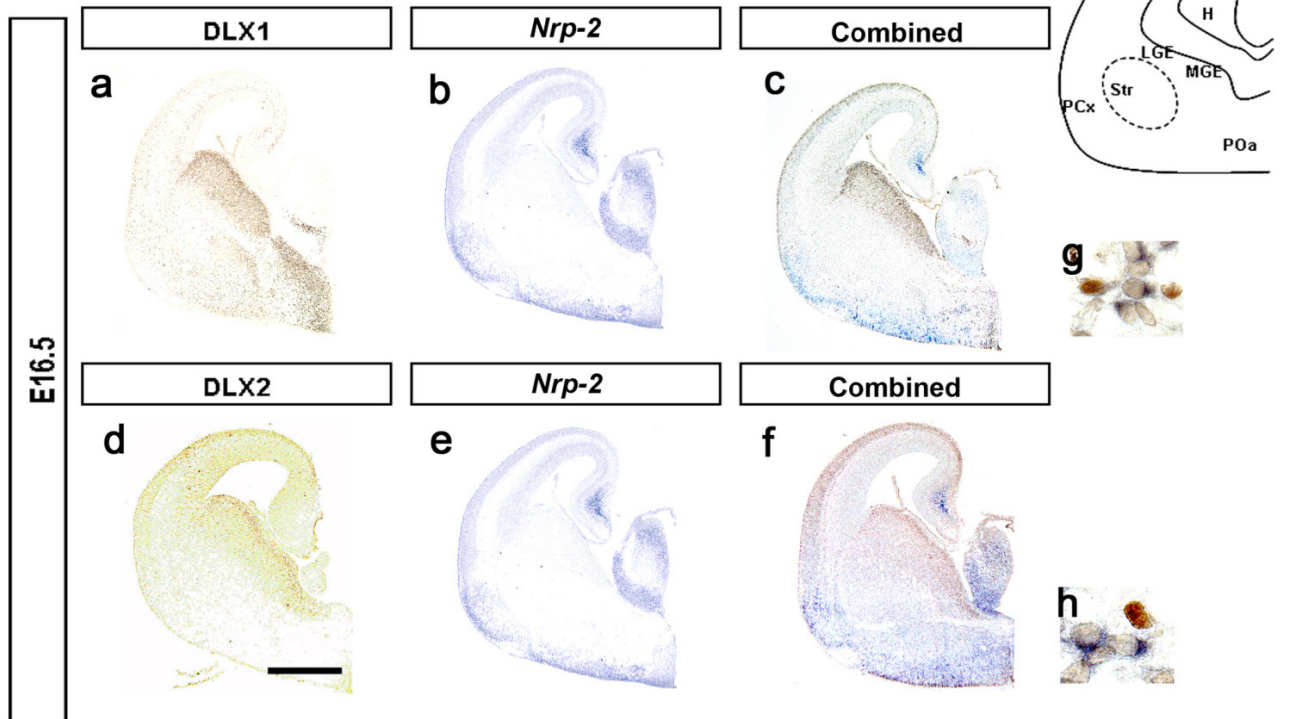 DLX1 Nrp-2 Combined
H
LGE
MGE
Str
PCx
POa
a b c
g
E16.5
DLX2 Nrp-2 Combined
d e f
h